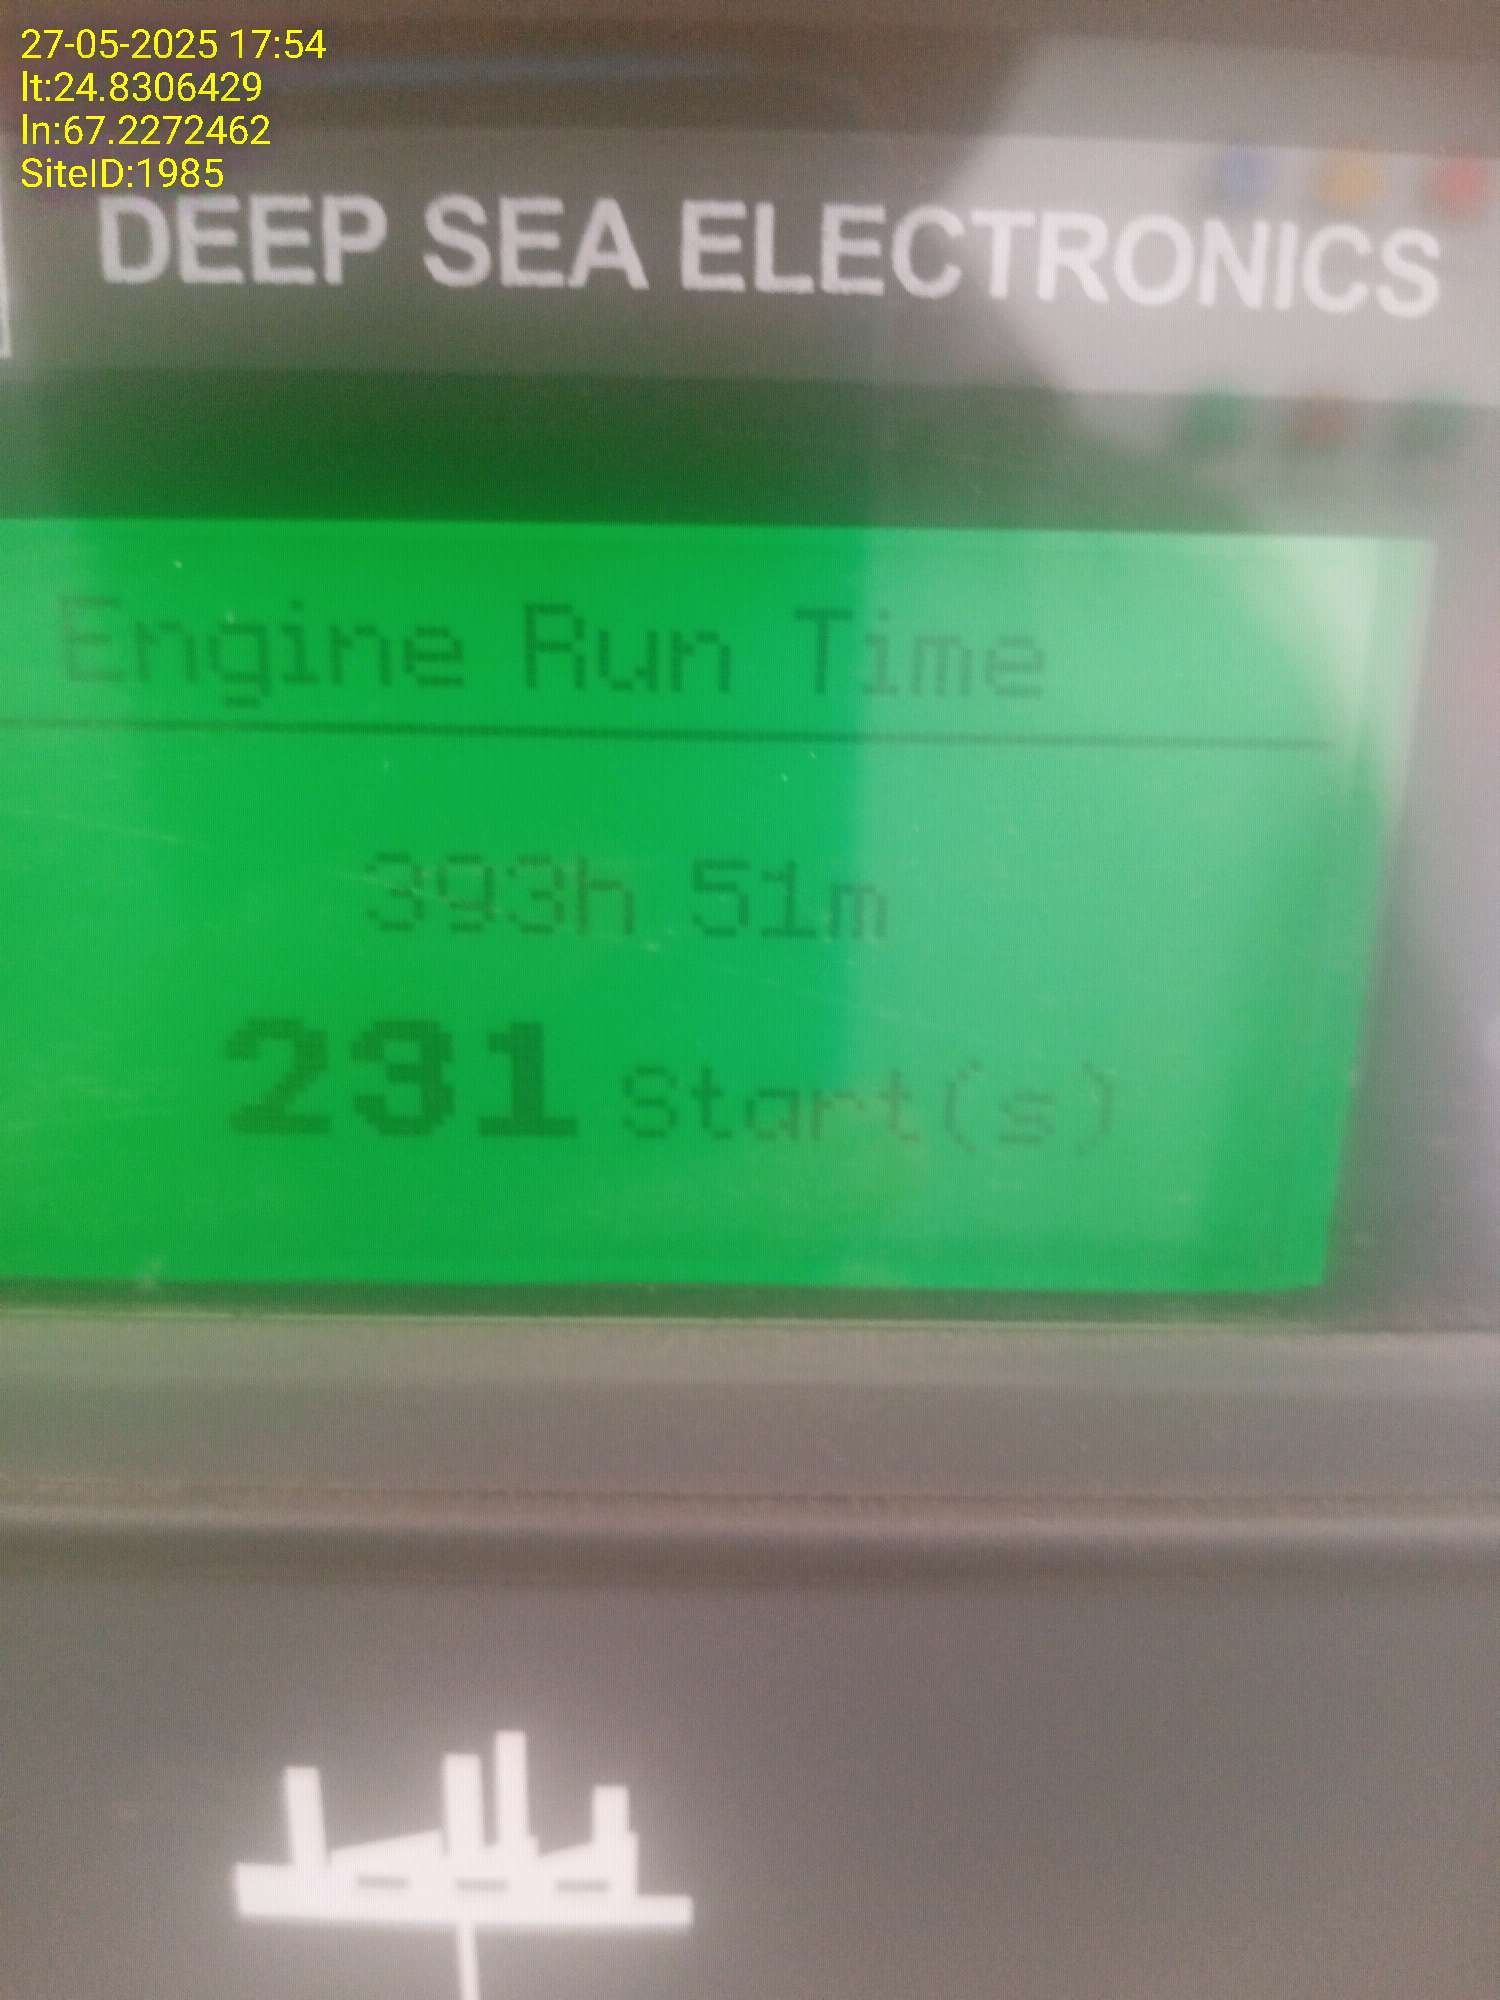 27-05-2025 17:54
lt:24.8306429
ln:67.2272462
SiteID:1985
DEEP SEA ELECTRONICS
Engine Run Time
393h 51m
231 Start(s)